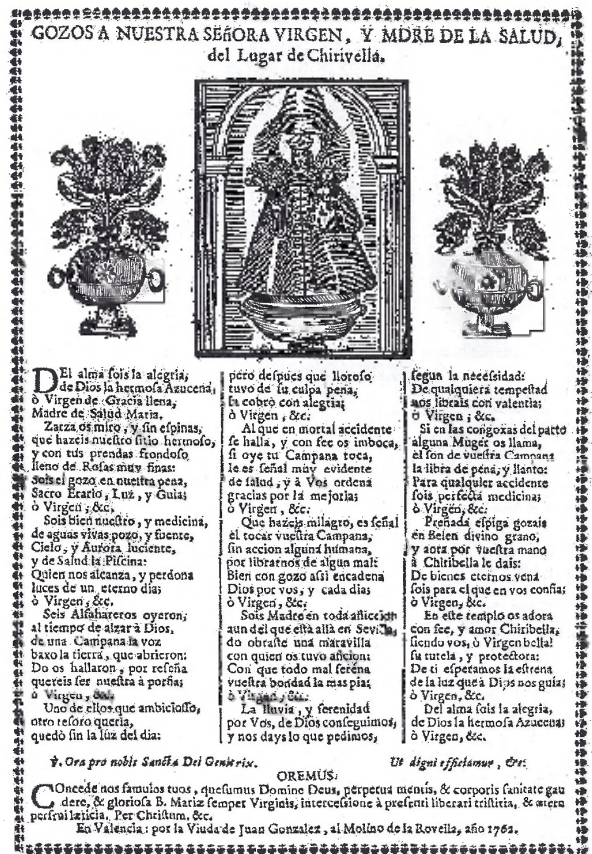 GOZOS A NUESTRA SEñORA VIRGEN, Y MDRE DE LA SALUD,
del Lugar de Chirivella.
DEl alma sois la alegria,
de Dios la hermosa Azucena,
ò Virgen de Gracia llena,
Madre de Salud Maria.
Zarza os miro, y sin espinas,
que hazeis nuestro sitio hermoso,
y con tus prendas frondoso
lleno de Rosas muy finas:
Sois el gozo en nuestra pena,
Sacro Erario, Luz, y Guia;
ò Virgen, &c.
Sois bien nuestro, y medicina,
de aguas vivas pozo, y fuente,
Cielo, y Aurora luciente,
y de Salud la Piscina:
Quien nos alcanza, y perdona
luces de un eterno dia;
ò Virgen, &c.
Seis Alfahareros oyeron;
al tiempo de alzar à Dios,
de una Campana la voz
baxo la tierra, que abrieron:
Do os hallaron, por reseña
quereis ser nuestra à porfia;
ò Virgen, &c.
Uno de ellos que ambicioso,
otro tesoro queria,
quedò sin la luz del dia:
pero despues que lloroso
tuvo de su culpa pena,
la cobrò con alegria;
ò Virgen, &c.
Al que en mortal accidente
se halla, y con fee os imboca,
si oye tu Campana toca,
le es señal muy evidente
de salud, y à Vos ordena
gracias por la mejoria;
ò Virgen, &c.
Que hazeis milagro, es señal
el tocar vuestra Campana,
sin accion alguna humana,
por librarnos de algun mal:
Bien con gozo assi encadena
Dios por vos, y cada dia;
ò Virgen, &c.
Sois Madre en toda afliccion
aun del que està allà en Sevilla,
do obraste una maravilla
con quien os tuvo aficion:
Con que todo mal serena
vuestra bondad la mas pia;
ò Virgen, &c.
La lluvia, y serenidad
por Vos, de Dios conseguimos,
y nos days lo que pedimos,
segun la necessidad:
De qualquiera tempestad
nos librais con valentia;
ò Virgen, &c.
Si en las congoxas del parto
alguna Muger os llama,
el son de vuestra Campana
la libra de pena, y llanto:
Para qualquier accidente
sois perfecta medicina;
ò Virgen, &c.
Preñada espiga gozais
en Belen divino grano,
y aora por vuestra mano
à Chiribella le dais:
De bienes eternos vena
sois para el que en vos confia;
ò Virgen, &c.
En este templo os adora
con fee, y amor Chiribella,
siendo vos, ò Virgen bella!
su tutela, y protectora:
De ti esperamos la estrena
de la luz que à Dios nos guia;
ò Virgen, &c.
Del alma sois la alegria,
de Dios la hermosa Azucena;
ò Virgen, &c.
℣. Ora pro nobis Sancta Dei Genitrix. Ut digni efficiamur, &c.
OREMUS.
COncede nos famulos tuos, quesumus Domine Deus, perpetua mentis, & corporis sanitate gau
dere, & gloriosa B. Mariæ semper Virginis, intercessione à presenti liberari tristitia, & æterna
perfrui lætitia. Per Christum, &c.
En Valencia: por la Viuda de Juan Gonzalez, al Molino de la Rovella, año 1762.